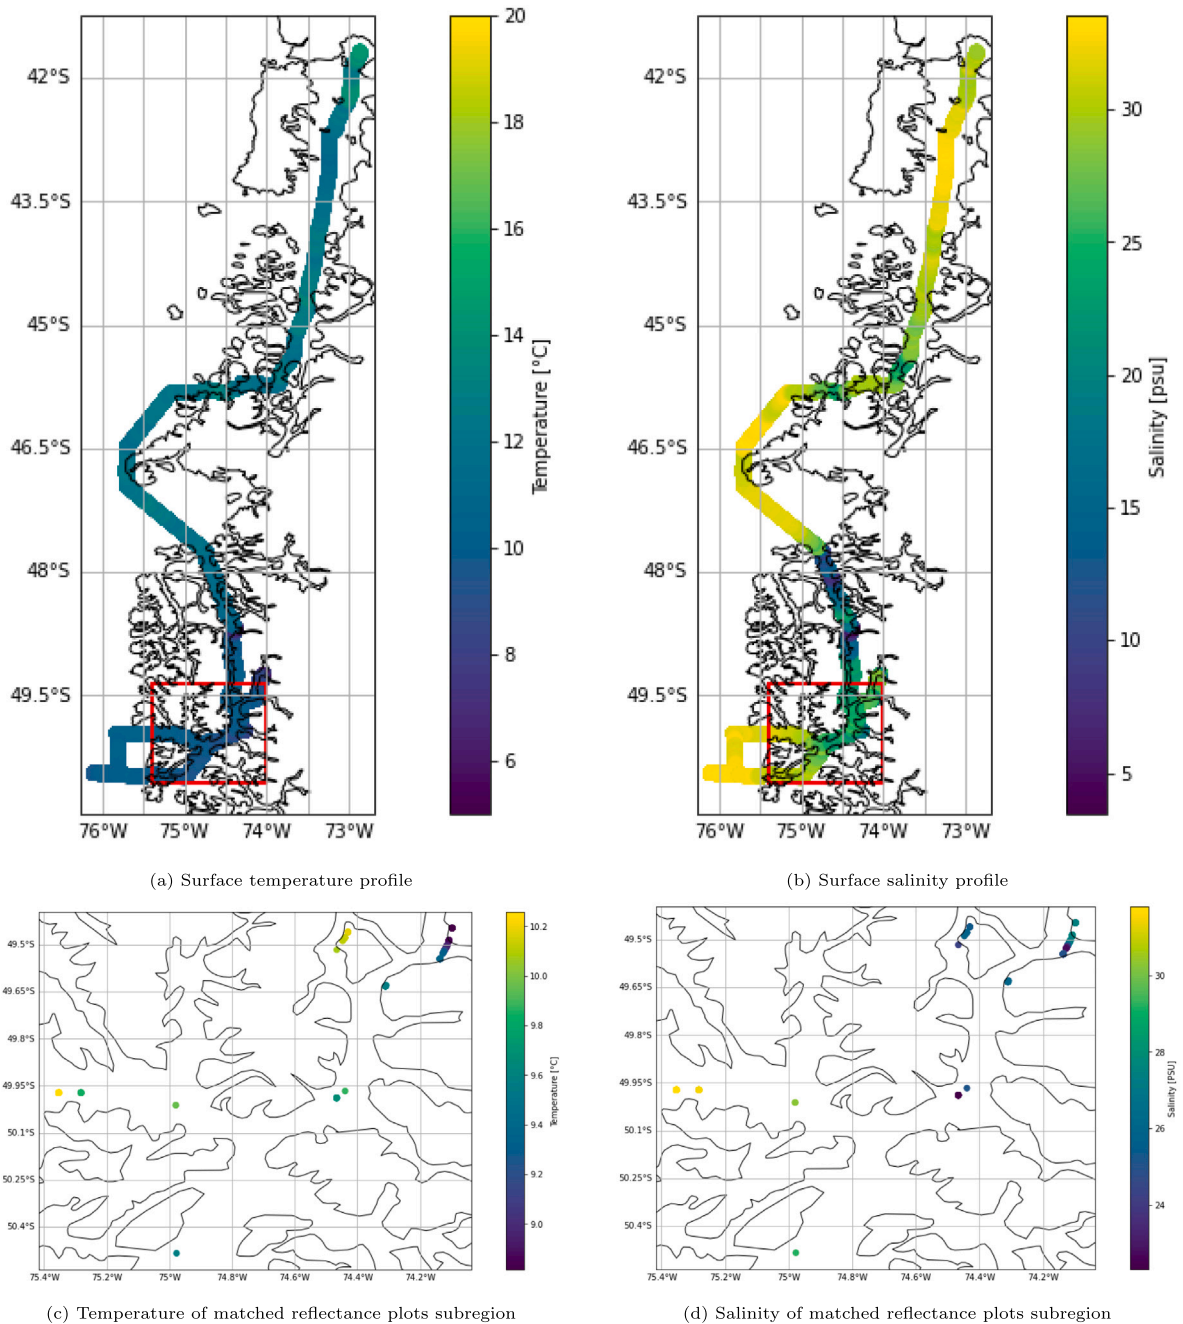 42°S
43.5°S
45°S
46.5°S
48°S
49.5°S
76°W 75°W 74°W 73°W
20
18
16
14
12
10
8
6
Temperature [°C]
(a) Surface temperature profile
42°S
43.5°S
45°S
46.5°S
48°S
49.5°S
76°W 75°W 74°W 73°W
30
25
20
15
10
5
Salinity [psu]
(b) Surface salinity profile
49.5°S
49.65°S
49.8°S
49.95°S
50.1°S
50.25°S
50.4°S
75.4°W 75.2°W 75°W 74.8°W 74.6°W 74.4°W 74.2°W
10.2
10.0
9.8
9.6
9.4
9.2
9.0
Temperature [°C]
(c) Temperature of matched reflectance plots subregion
49.5°S
49.65°S
49.8°S
49.95°S
50.1°S
50.25°S
50.4°S
75.4°W 75.2°W 75°W 74.8°W 74.6°W 74.4°W 74.2°W
30
28
26
24
Salinity [PSU]
(d) Salinity of matched reflectance plots subregion